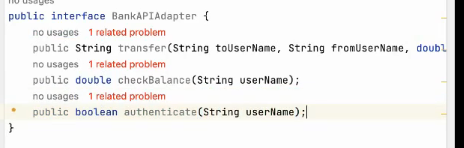 no usages
public interface BankAPIAdapter {
no usages 1 related problem
public String transfer(String toUserName, String fromUserName, doubl
no usages 1 related problem
public double checkBalance(String userName);
no usages 1 related problem
public boolean authenticate(String userName);
}